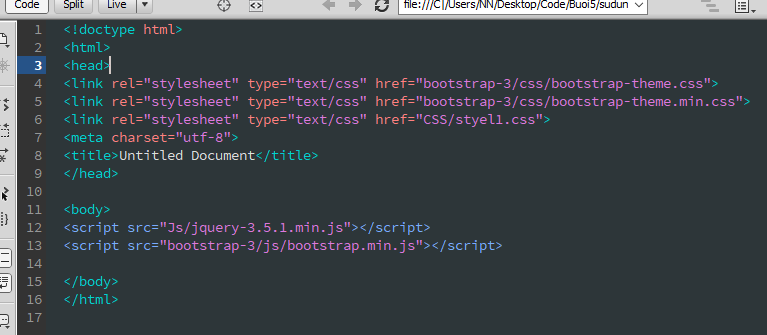 Code Split Live file:///C|/Users/NN/Desktop/Code/Buoi5/sudun
1 <!doctype html>
2 <html>
3 <head>
4 <link rel="stylesheet" type="text/css" href="bootstrap-3/css/bootstrap-theme.css">
5 <link rel="stylesheet" type="text/css" href="bootstrap-3/css/bootstrap-theme.min.css">
6 <link rel="stylesheet" type="text/css" href="CSS/styel1.css">
7 <meta charset="utf-8">
8 <title>Untitled Document</title>
9 </head>
10
11 <body>
12 <script src="Js/jquery-3.5.1.min.js"></script>
13 <script src="bootstrap-3/js/bootstrap.min.js"></script>
14
15 </body>
16 </html>
17